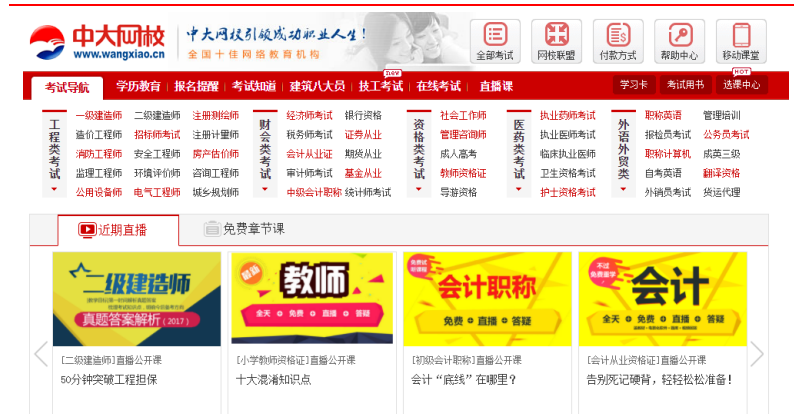 中大网校
www.wangxiao.cn
中大网校引领成功职业人生!
全国十佳网络教育机构
全部考试 网校联盟 付款方式 帮助中心 移动课堂
考试导航 学历教育 报名提醒 考试知道 建筑八大员 技工考试 new 在线考试 直播课 学习卡 考试用书 选课中心 HOT
工程类考试
一级建造师 二级建造师 注册测绘师
造价工程师 招标师考试 注册计量师
消防工程师 安全工程师 房产估价师
监理工程师 环境评价师 咨询工程师
公用设备师 电气工程师 城乡规划师
财会类考试
经济师考试 银行资格
税务师考试 证券从业
会计从业证 期货从业
审计师考试 基金从业
中级会计职称 统计师考试
资格类考试
社会工作师
管理咨询师
成人高考
教师资格证
导游资格
医药类考试
执业药师考试
执业医师考试
临床执业医师
卫生资格考试
护士资格考试
外语外贸类
职称英语 管理培训
报检员考试 公务员考试
职称计算机 成英三级
自考英语 翻译资格
外销员考试 货运代理
近期直播 免费章节课
二级建造师
真题答案解析(2017)
[二级建造师]直播公开课
50分钟突破工程担保
最新
教师
全天 免费 直播 答疑
[小学教师资格证]直播公开课
十大混淆知识点
免费试听课程
会计职称
免费 直播 答疑
[初级会计职称]直播公开课
会计“底线”在哪里?
不过免费重学
会计
全天 免费 直播 答疑
[会计从业资格证]直播公开课
告别死记硬背,轻轻松松准备!